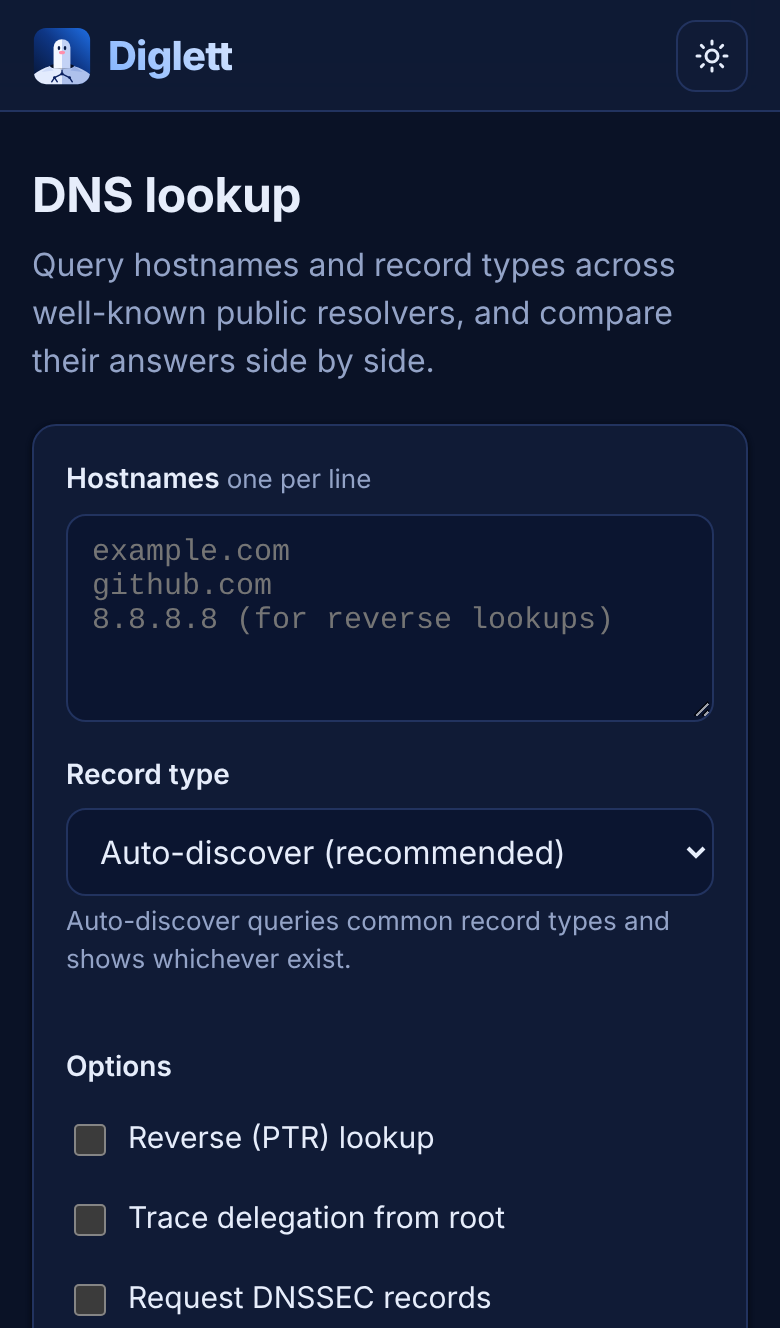 Diglett
DNS lookup
Query hostnames and record types across
well-known public resolvers, and compare
their answers side by side.
Hostnames one per line
example.com
github.com
8.8.8.8 (for reverse lookups)
Record type
Auto-discover (recommended)
Auto-discover queries common record types and
shows whichever exist.
Options
Reverse (PTR) lookup
Trace delegation from root
Request DNSSEC records